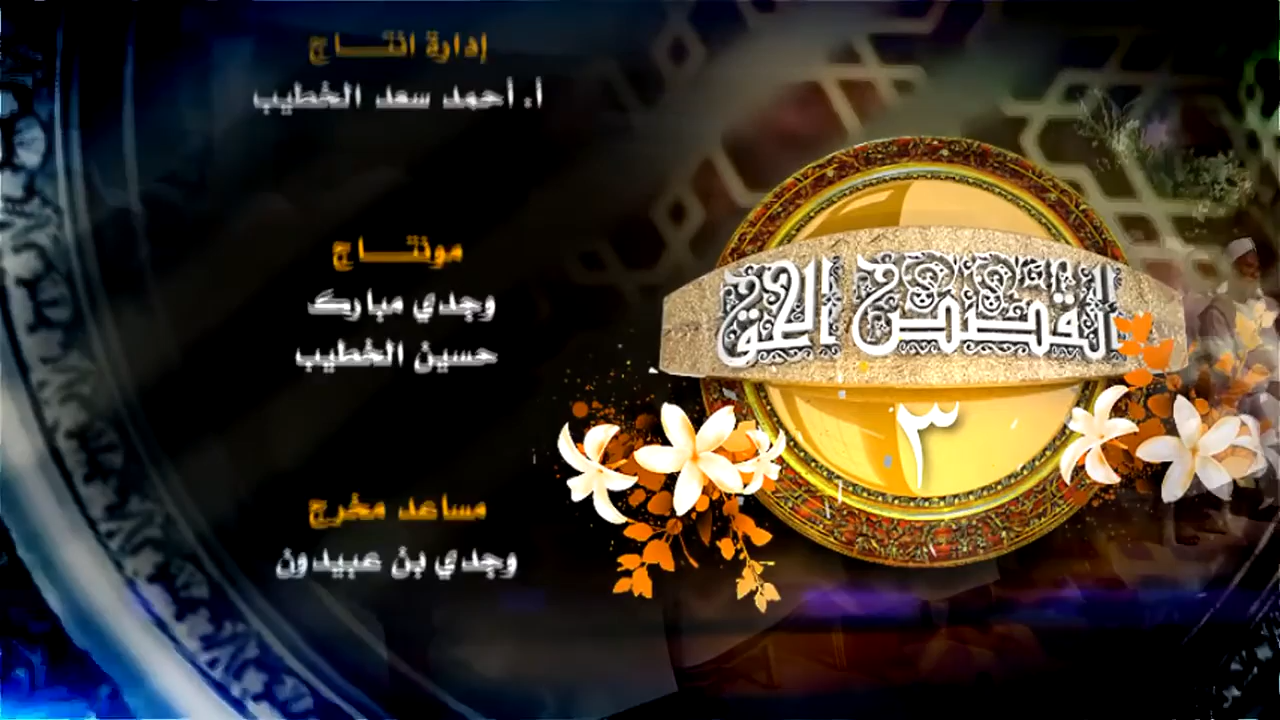 إدارة انتاج
أ. أحمد سعد الخطيب
مونتاج
وجدي مبارك
حسين الخطيب
مساعد مخرج
وجدي بن عبيدون
القصص الحق
٣